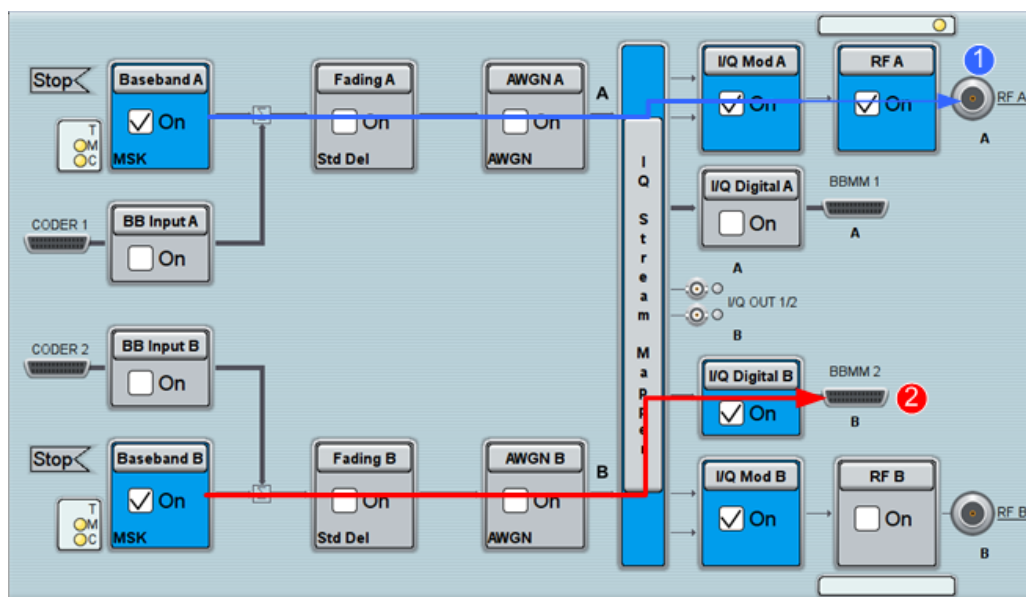 Stop
Baseband A
On
MSK
T
M
C
Fading A
On
Std Del
AWGN A
On
AWGN
A
I/Q Mod A
On
RF A
On
1
RF A
A
CODER 1
BB Input A
On
I/Q Stream Mapper
I/Q Digital A
On
A
BBMM 1
A
I/Q OUT 1/2
B
CODER 2
BB Input B
On
I/Q Digital B
On
BBMM 2
2
B
Stop
Baseband B
On
MSK
T
M
C
Fading B
On
Std Del
AWGN B
On
AWGN
B
I/Q Mod B
On
RF B
On
RF B
B